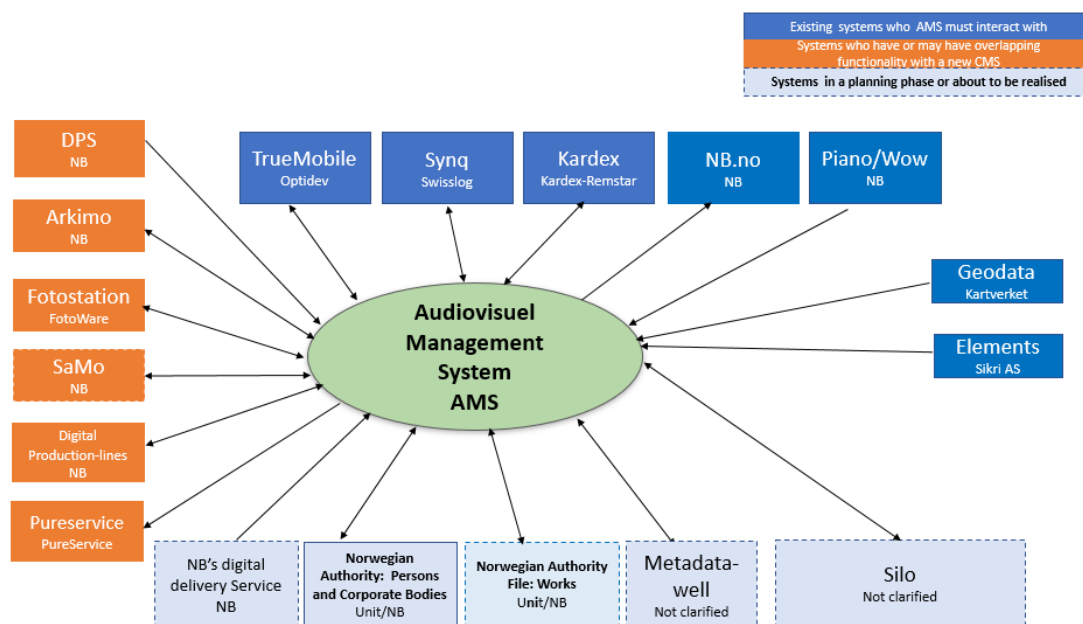 Existing systems who AMS must interact with
Systems who have or may have overlapping
functionality with a new CMS
Systems in a planning phase or about to be realised
DPS
NB
TrueMobile
Optidev
Synq
Swisslog
Kardex
Kardex-Remstar
NB.no
NB
Piano/Wow
NB
Arkimo
NB
Fotostation
FotoWare
SaMo
NB
Digital
Production-lines
NB
Pureservice
PureService
Audiovisuel
Management
System
AMS
Geodata
Kartverket
Elements
Sikri AS
NB's digital
delivery Service
NB
Norwegian
Authority: Persons
and Corporate Bodies
Unit/NB
Norwegian Authority
File: Works
Unit/NB
Metadata-
well
Not clarified
Silo
Not clarified